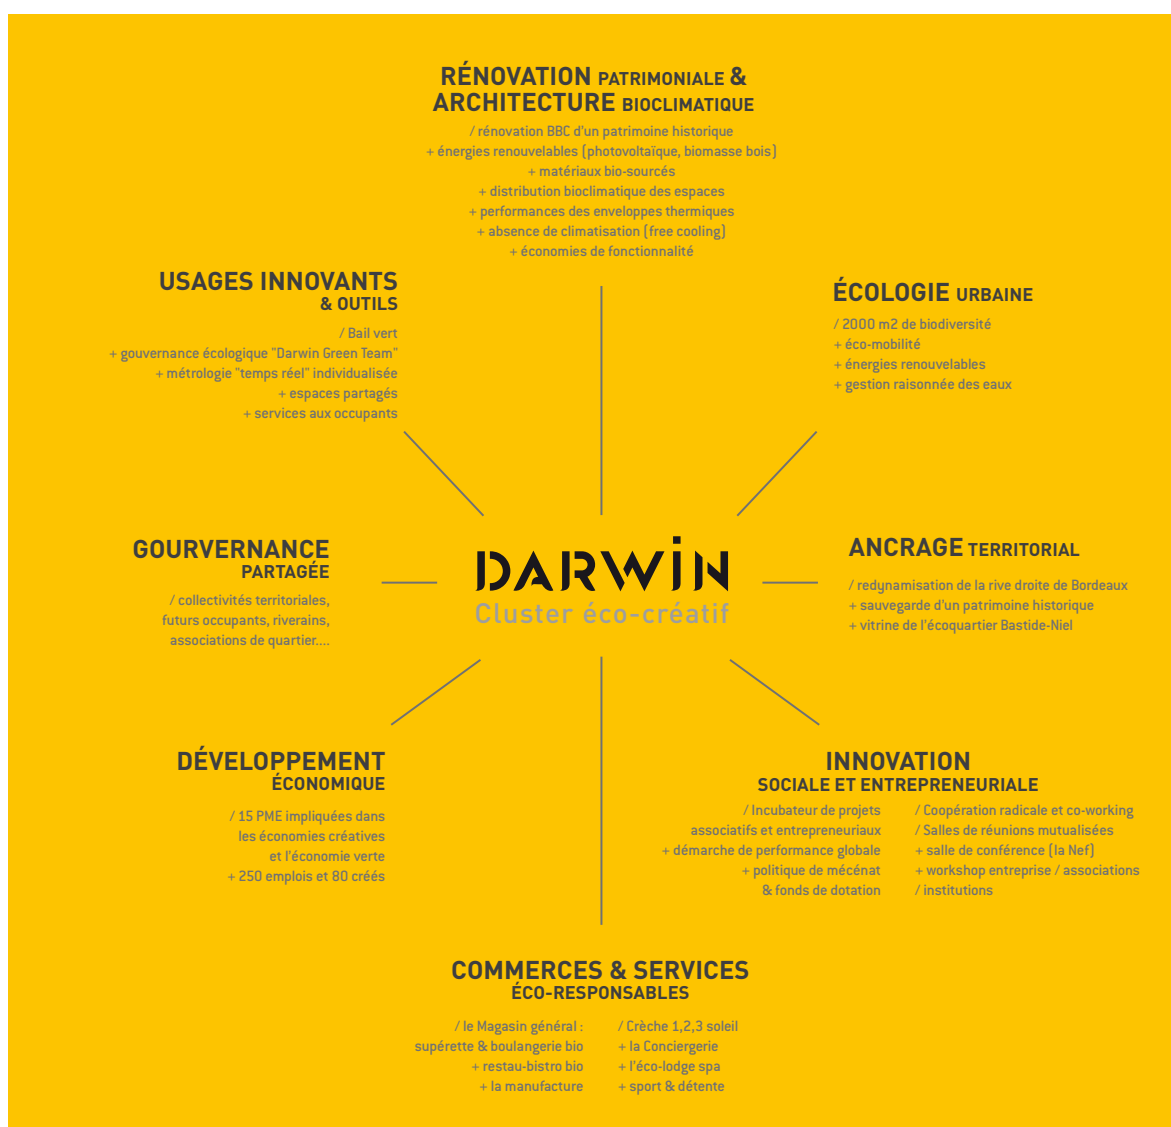 RÉNOVATION PATRIMONIALE &
ARCHITECTURE BIOCLIMATIQUE
/ rénovation BBC d'un patrimoine historique
+ énergies renouvelables (photovoltaïque, biomasse bois)
+ matériaux bio-sourcés
+ distribution bioclimatique des espaces
+ performances des enveloppes thermiques
+ absence de climatisation (free cooling)
+ économies de fonctionnalité
USAGES INNOVANTS
& OUTILS
/ Bail vert
+ gouvernance écologique "Darwin Green Team"
+ métrologie "temps réel" individualisée
+ espaces partagés
+ services aux occupants
ÉCOLOGIE URBAINE
/ 2000 m2 de biodiversité
+ éco-mobilité
+ énergies renouvelables
+ gestion raisonnée des eaux
GOURVERNANCE
PARTAGÉE
/ collectivités territoriales,
futurs occupants, riverains,
associations de quartier....
DARWIN
Cluster éco-créatif
ANCRAGE TERRITORIAL
/ redynamisation de la rive droite de Bordeaux
+ sauvegarde d'un patrimoine historique
+ vitrine de l'écoquartier Bastide-Niel
DÉVELOPPEMENT
ÉCONOMIQUE
/ 15 PME impliquées dans
les économies créatives
et l'économie verte
+ 250 emplois et 80 créés
INNOVATION
SOCIALE ET ENTREPRENEURIALE
/ Incubateur de projets
associatifs et entrepreneuriaux
+ démarche de performance globale
+ politique de mécénat
& fonds de dotation
/ Coopération radicale et co-working
/ Salles de réunions mutualisées
+ salle de conférence (la Nef)
+ workshop entreprise / associations
/ institutions
COMMERCES & SERVICES
ÉCO-RESPONSABLES
/ le Magasin général :
supérette & boulangerie bio
+ restau-bistro bio
+ la manufacture
/ Crèche 1,2,3 soleil
+ la Conciergerie
+ l'éco-lodge spa
+ sport & détente